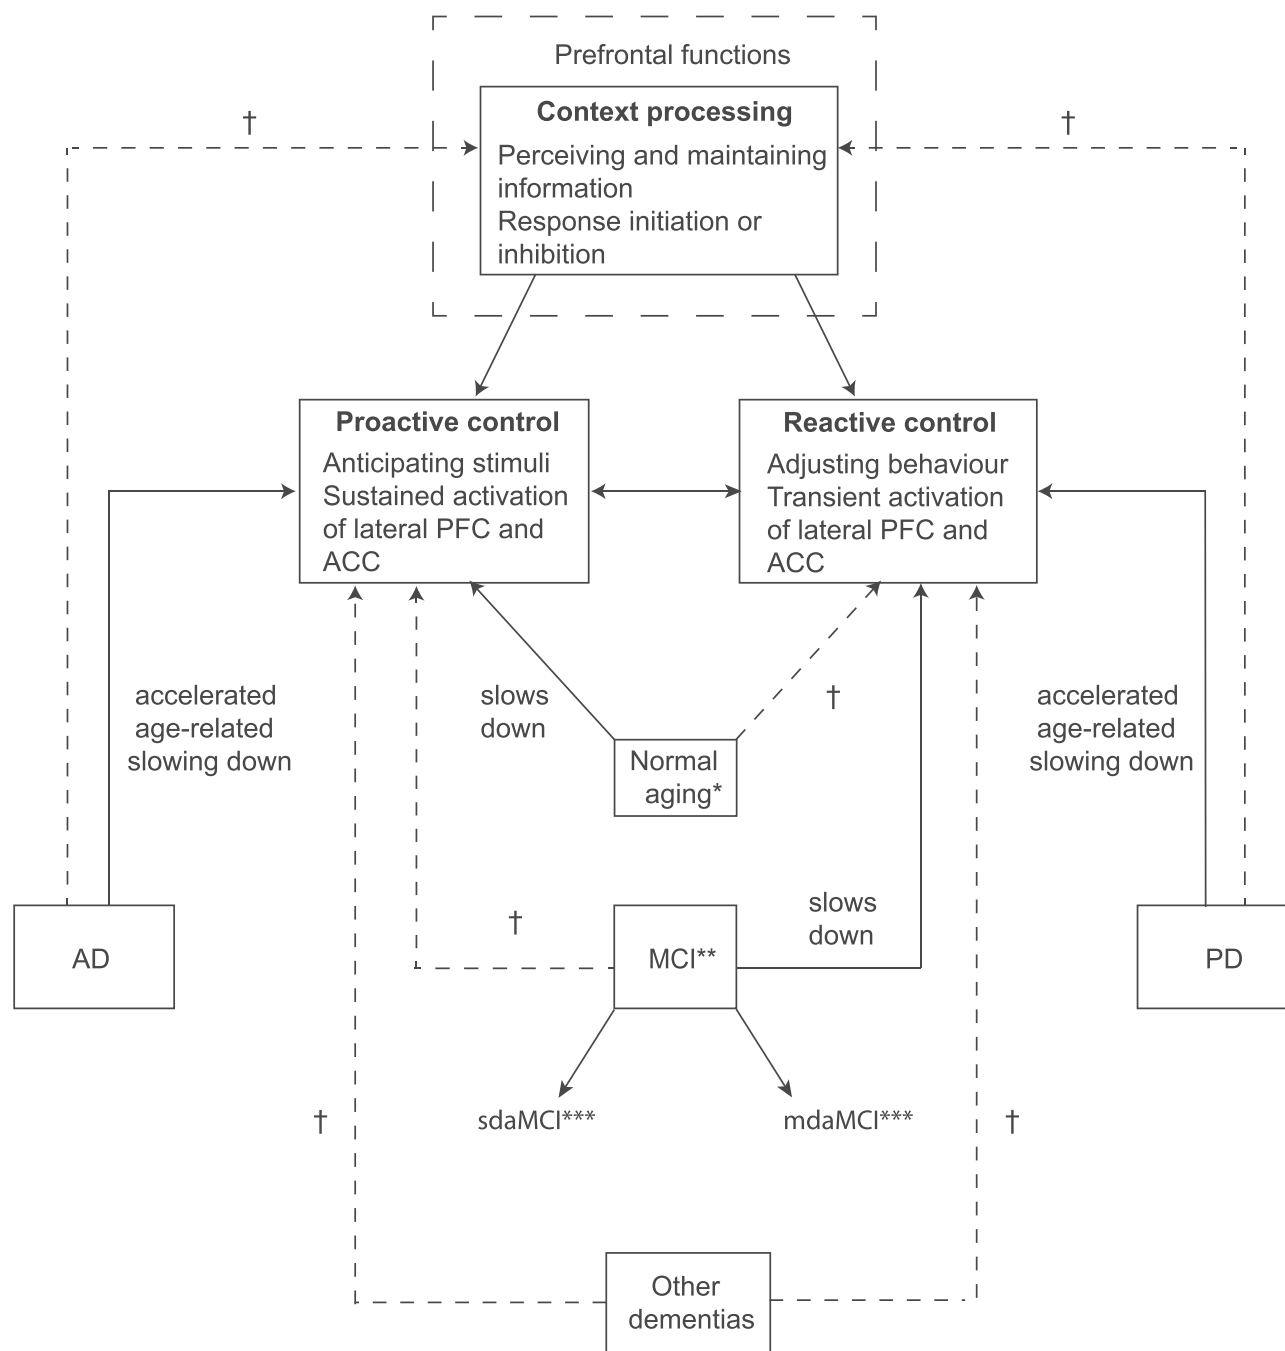 Prefrontal functions
Context processing
Perceiving and maintaining
information
Response initiation or
inhibition
†
†
Proactive control
Anticipating stimuli
Sustained activation
of lateral PFC and
ACC
Reactive control
Adjusting behaviour
Transient activation
of lateral PFC and
ACC
accelerated
age-related
slowing down
slows
down
†
accelerated
age-related
slowing down
Normal
aging*
AD
†
MCI**
slows
down
PD
†
sdaMCI***
mdaMCI***
†
Other
dementias